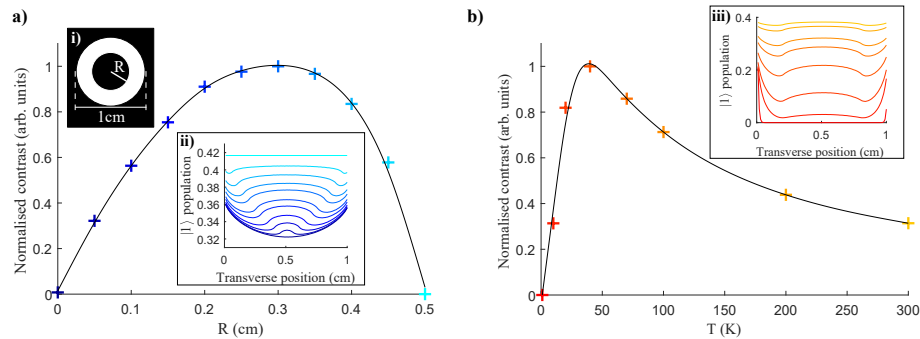 a)
Normalised contrast (arb. units)
1
0.8
0.6
0.4
0.2
0
0 0.1 0.2 0.3 0.4 0.5
R (cm)
i)
R
1cm
ii)
|1⟩ population
0.42
0.40
0.38
0.36
0.34
0.32
0 0.5 1
Transverse position (cm)
b)
Normalised contrast (arb. units)
1
0.8
0.6
0.4
0.2
0
0 50 100 150 200 250 300
T (K)
iii)
|1⟩ population
0.4
0.2
0
0 0.5 1
Transverse position (cm)